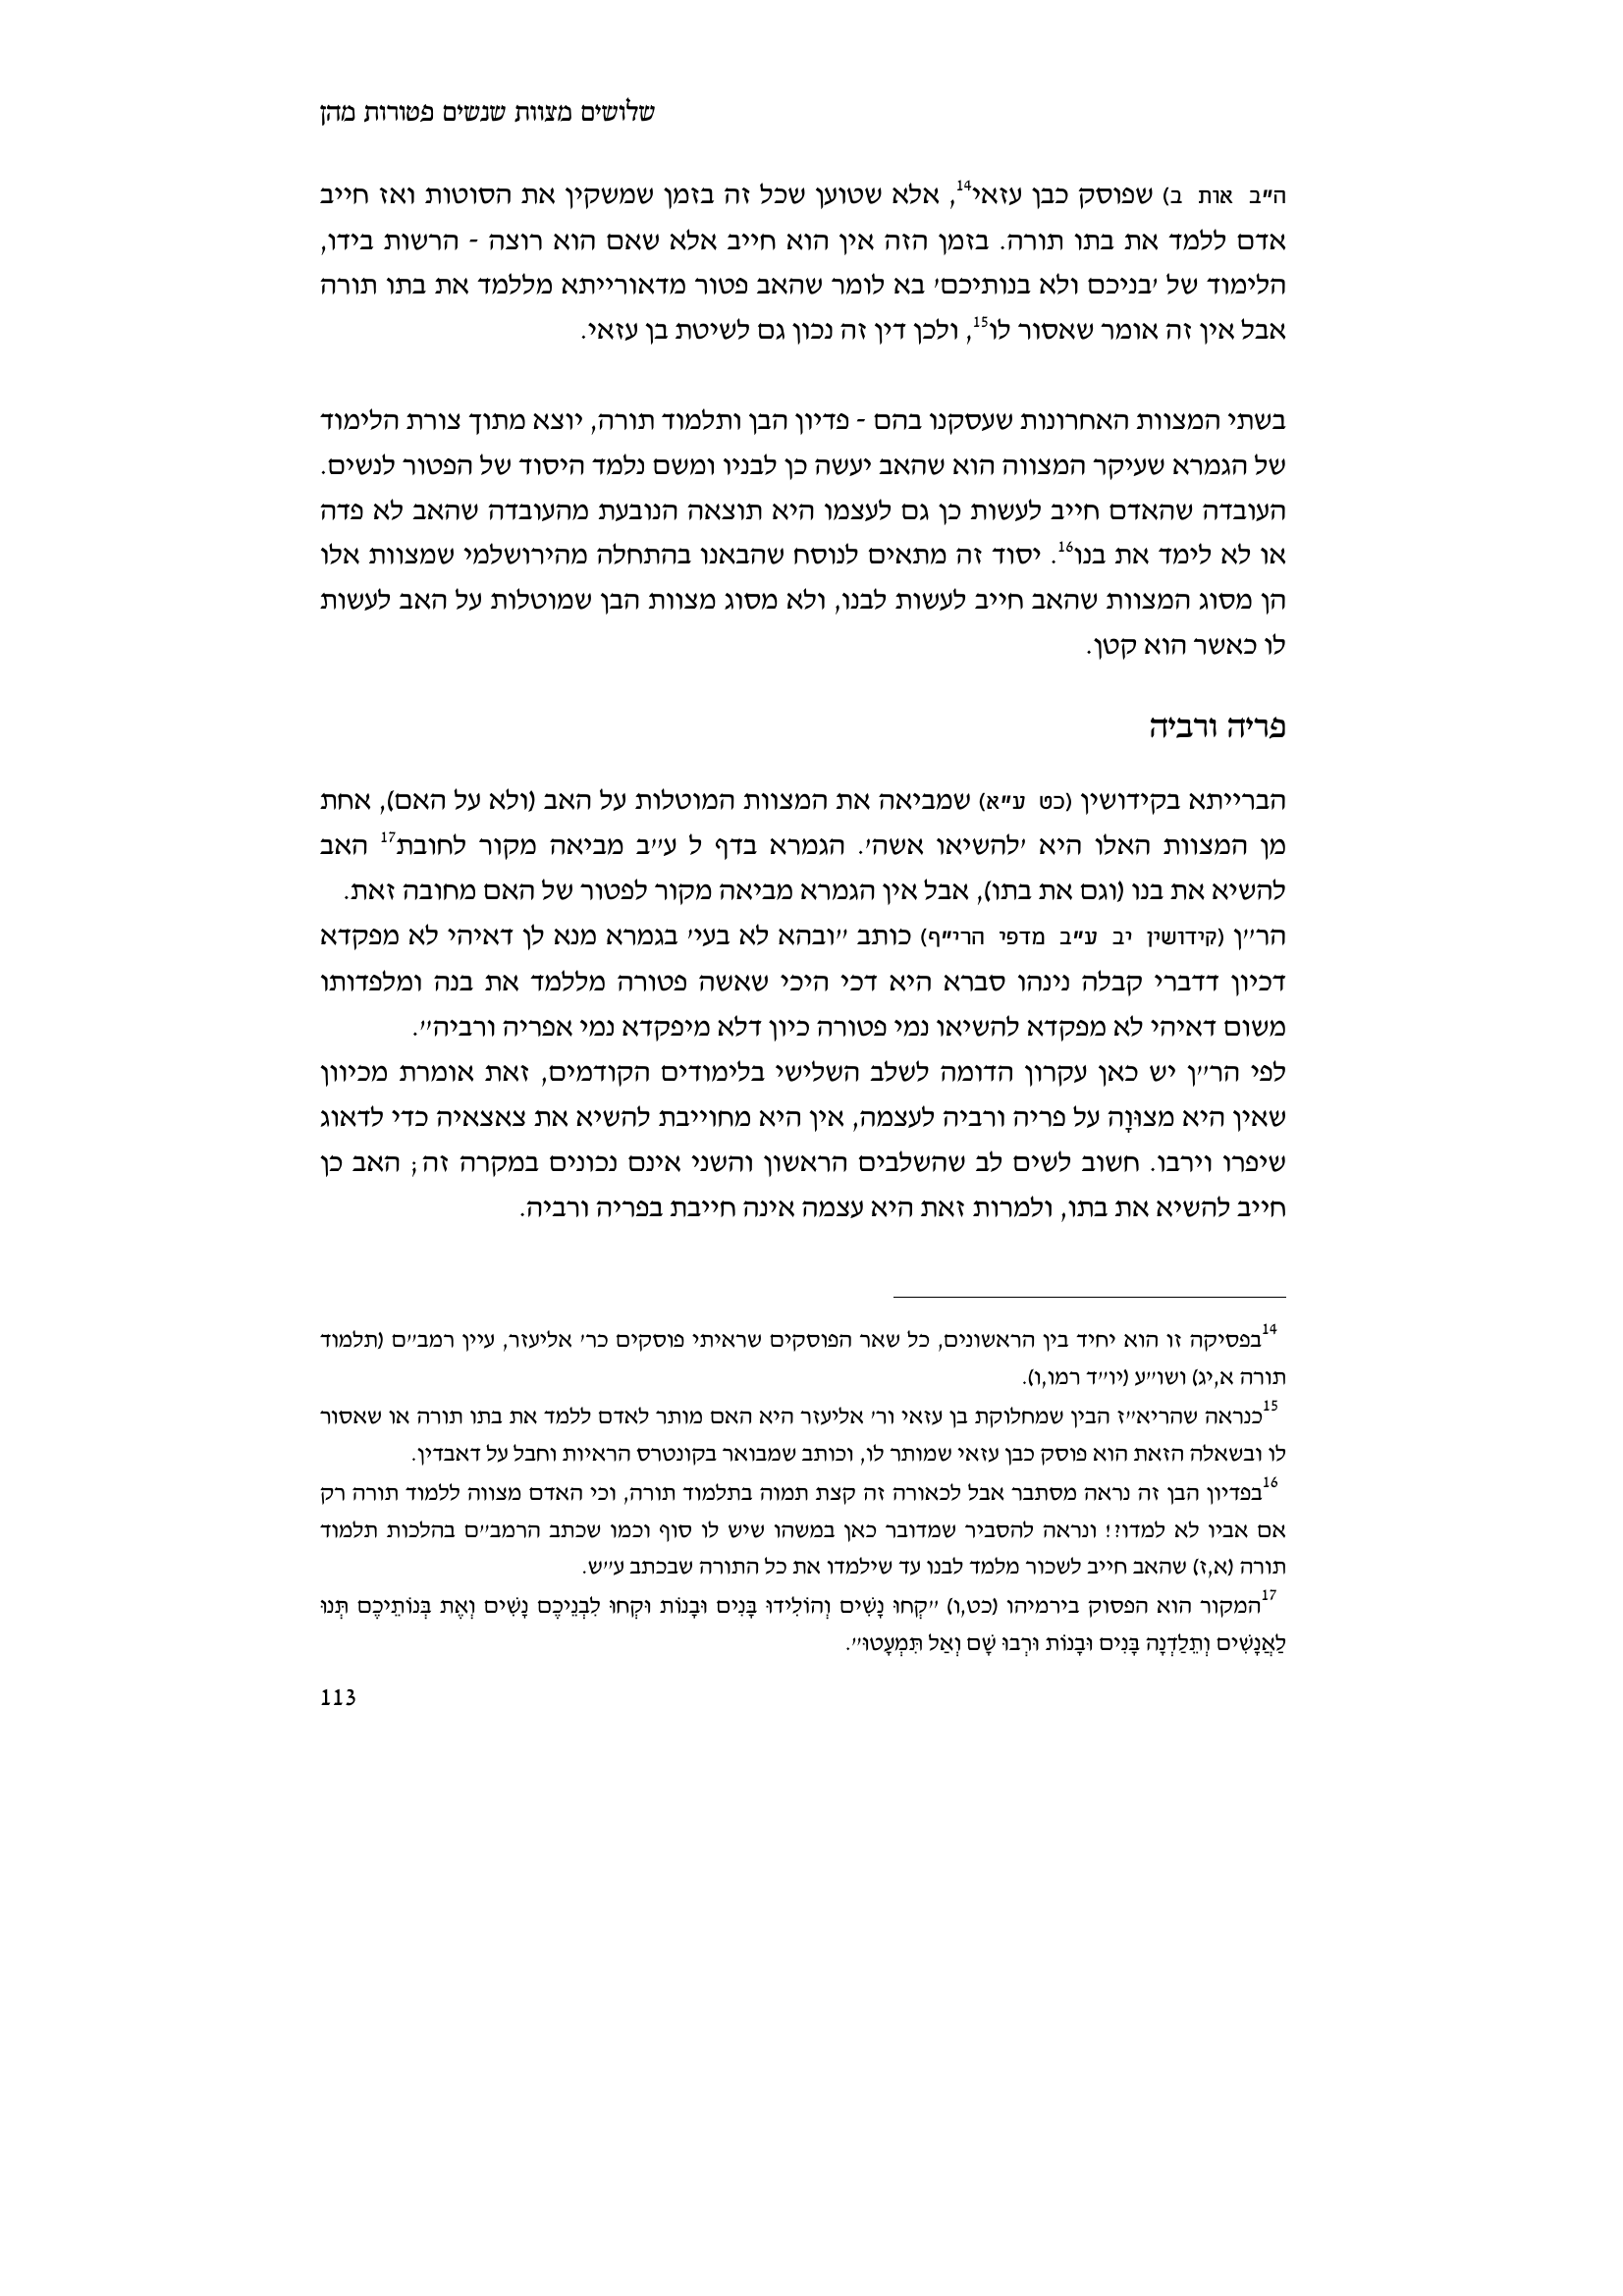 שלושים מצוות שנשים פטורות מהן
ה"ב אות ב) שפוסק כבן עזאי14, אלא שטוען שכל זה בזמן שמשקין את הסוטות ואז חייב
אדם ללמד את בתו תורה. בזמן הזה אין הוא חייב אלא שאם הוא רוצה - הרשות בידו,
הלימוד של 'בניכם ולא בנותיכם' בא לומר שהאב פטור מדאורייתא מללמד את בתו תורה
אבל אין זה אומר שאסור לו15, ולכן דין זה נכון גם לשיטת בן עזאי.
בשתי המצוות האחרונות שעסקנו בהם - פדיון הבן ותלמוד תורה, יוצא מתוך צורת הלימוד
של הגמרא שעיקר המצווה הוא שהאב יעשה כן לבניו ומשם נלמד היסוד של הפטור לנשים.
העובדה שהאדם חייב לעשות כן גם לעצמו היא תוצאה הנובעת מהעובדה שהאב לא פדה
או לא לימד את בנו16. יסוד זה מתאים לנוסח שהבאנו בהתחלה מהירושלמי שמצוות אלו
הן מסוג המצוות שהאב חייב לעשות לבנו, ולא מסוג מצוות הבן שמוטלות על האב לעשות
לו כאשר הוא קטן.
פריה ורביה
הברייתא בקידושין (כט ע"א) שמביאה את המצוות המוטלות על האב (ולא על האם), אחת
מן המצוות האלו היא 'להשיאו אשה'. הגמרא בדף ל ע"ב מביאה מקור לחובת17 האב
להשיא את בנו (וגם את בתו), אבל אין הגמרא מביאה מקור לפטור של האם מחובה זאת.
הר"ן (קידושין יב ע"ב מדפי הרי"ף) כותב "ובהא לא בעי' בגמרא מנא לן דאיהי לא מפקדא
דכיון דדברי קבלה נינהו סברא היא דכי היכי שאשה פטורה מללמד את בנה ומלפדותו
משום דאיהי לא מפקדא להשיאו נמי פטורה כיון דלא מיפקדא נמי אפריה ורביה".
לפי הר"ן יש כאן עקרון הדומה לשלב השלישי בלימודים הקודמים, זאת אומרת מכיוון
שאין היא מצוּוָה על פריה ורביה לעצמה, אין היא מחוייבת להשיא את צאצאיה כדי לדאוג
שיפרו וירבו. חשוב לשים לב שהשלבים הראשון והשני אינם נכונים במקרה זה; האב כן
חייב להשיא את בתו, ולמרות זאת היא עצמה אינה חייבת בפריה ורביה.
14בפסיקה זו הוא יחיד בין הראשונים, כל שאר הפוסקים שראיתי פוסקים כר' אליעזר, עיין רמב"ם (תלמוד
תורה א,יג) ושו"ע (יו"ד רמו,ו).
15כנראה שהריא"ז הבין שמחלוקת בן עזאי ור' אליעזר היא האם מותר לאדם ללמד את בתו תורה או שאסור
לו ובשאלה הזאת הוא פוסק כבן עזאי שמותר לו, וכותב שמבואר בקונטרס הראיות וחבל על דאבדין.
16בפדיון הבן זה נראה מסתבר אבל לכאורה זה קצת תמוה בתלמוד תורה, וכי האדם מצווה ללמוד תורה רק
אם אביו לא למדו?! ונראה להסביר שמדובר כאן במשהו שיש לו סוף וכמו שכתב הרמב"ם בהלכות תלמוד
תורה (א,ז) שהאב חייב לשכור מלמד לבנו עד שילמדו את כל התורה שבכתב ע"ש.
17המקור הוא הפסוק בירמיהו (כט,ו) "קְחוּ נָשִׁים וְהוֹלִידוּ בָּנִים וּבָנוֹת וּקְחוּ לִבְנֵיכֶם נָשִׁים וְאֶת בְּנוֹתֵיכֶם תְּנוּ
לַאֲנָשִׁים וְתֵלַדְנָה בָּנִים וּבָנוֹת וּרְבוּ שָׁם וְאַל תִּמְעָטוּ".
113